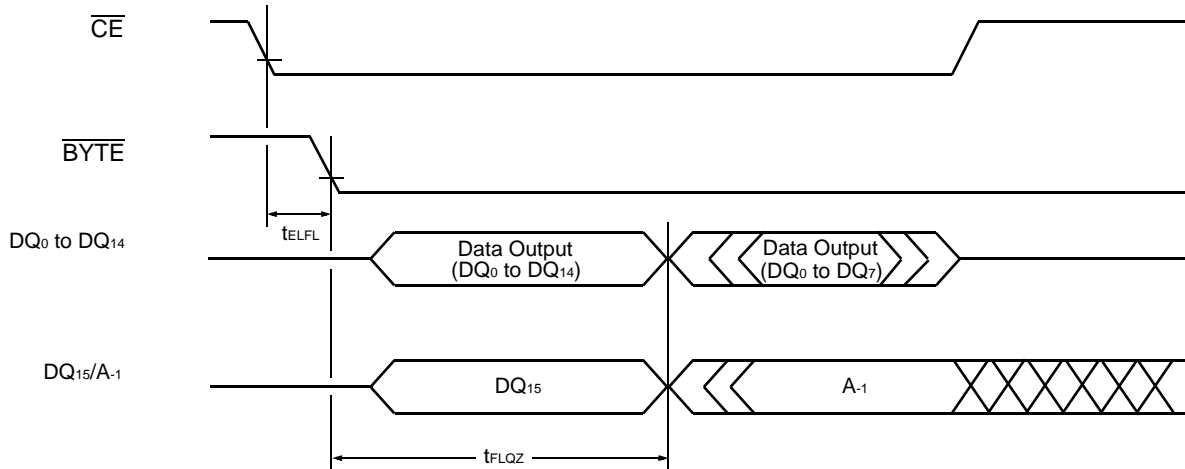 CE
BYTE
tELFL
DQ0 to DQ14
Data Output
(DQ0 to DQ14)
Data Output
(DQ0 to DQ7)
DQ15/A-1
DQ15
A-1
tFLQZ